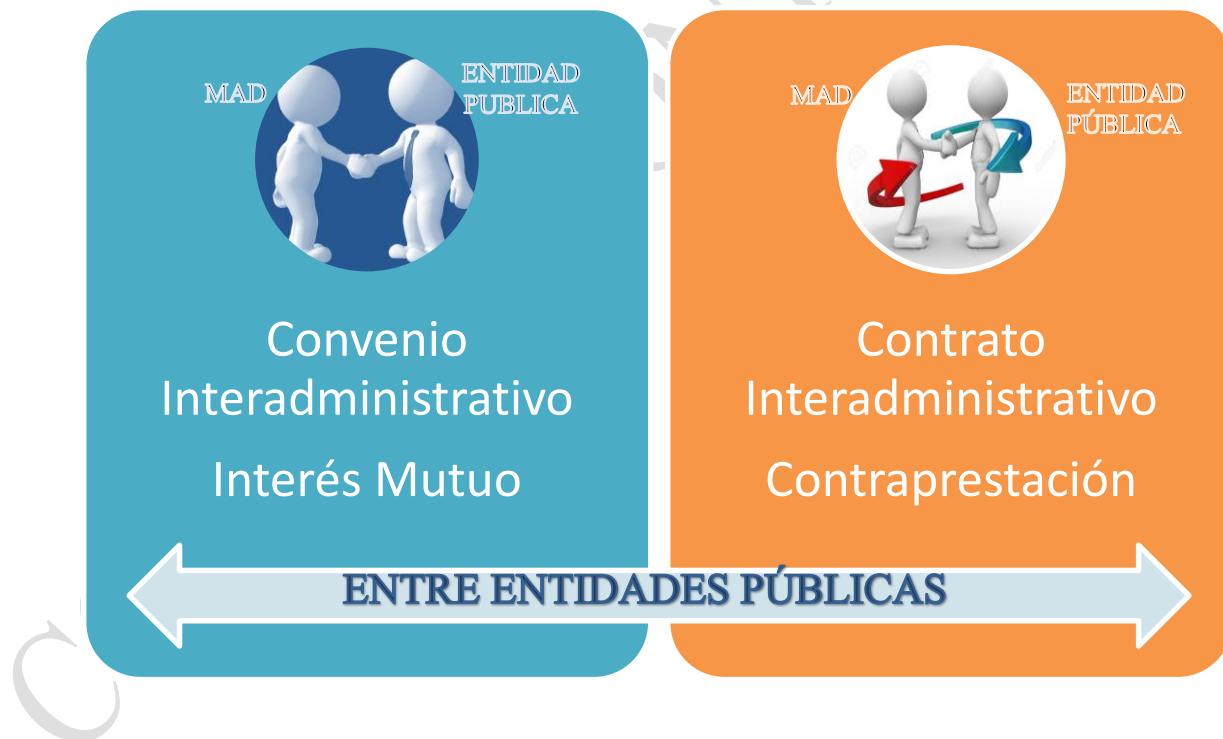 MAD
ENTIDAD
PUBLICA
Convenio
Interadministrativo
Interés Mutuo
MAD
ENTIDAD
PÚBLICA
Contrato
Interadministrativo
Contraprestación
ENTRE ENTIDADES PÚBLICAS